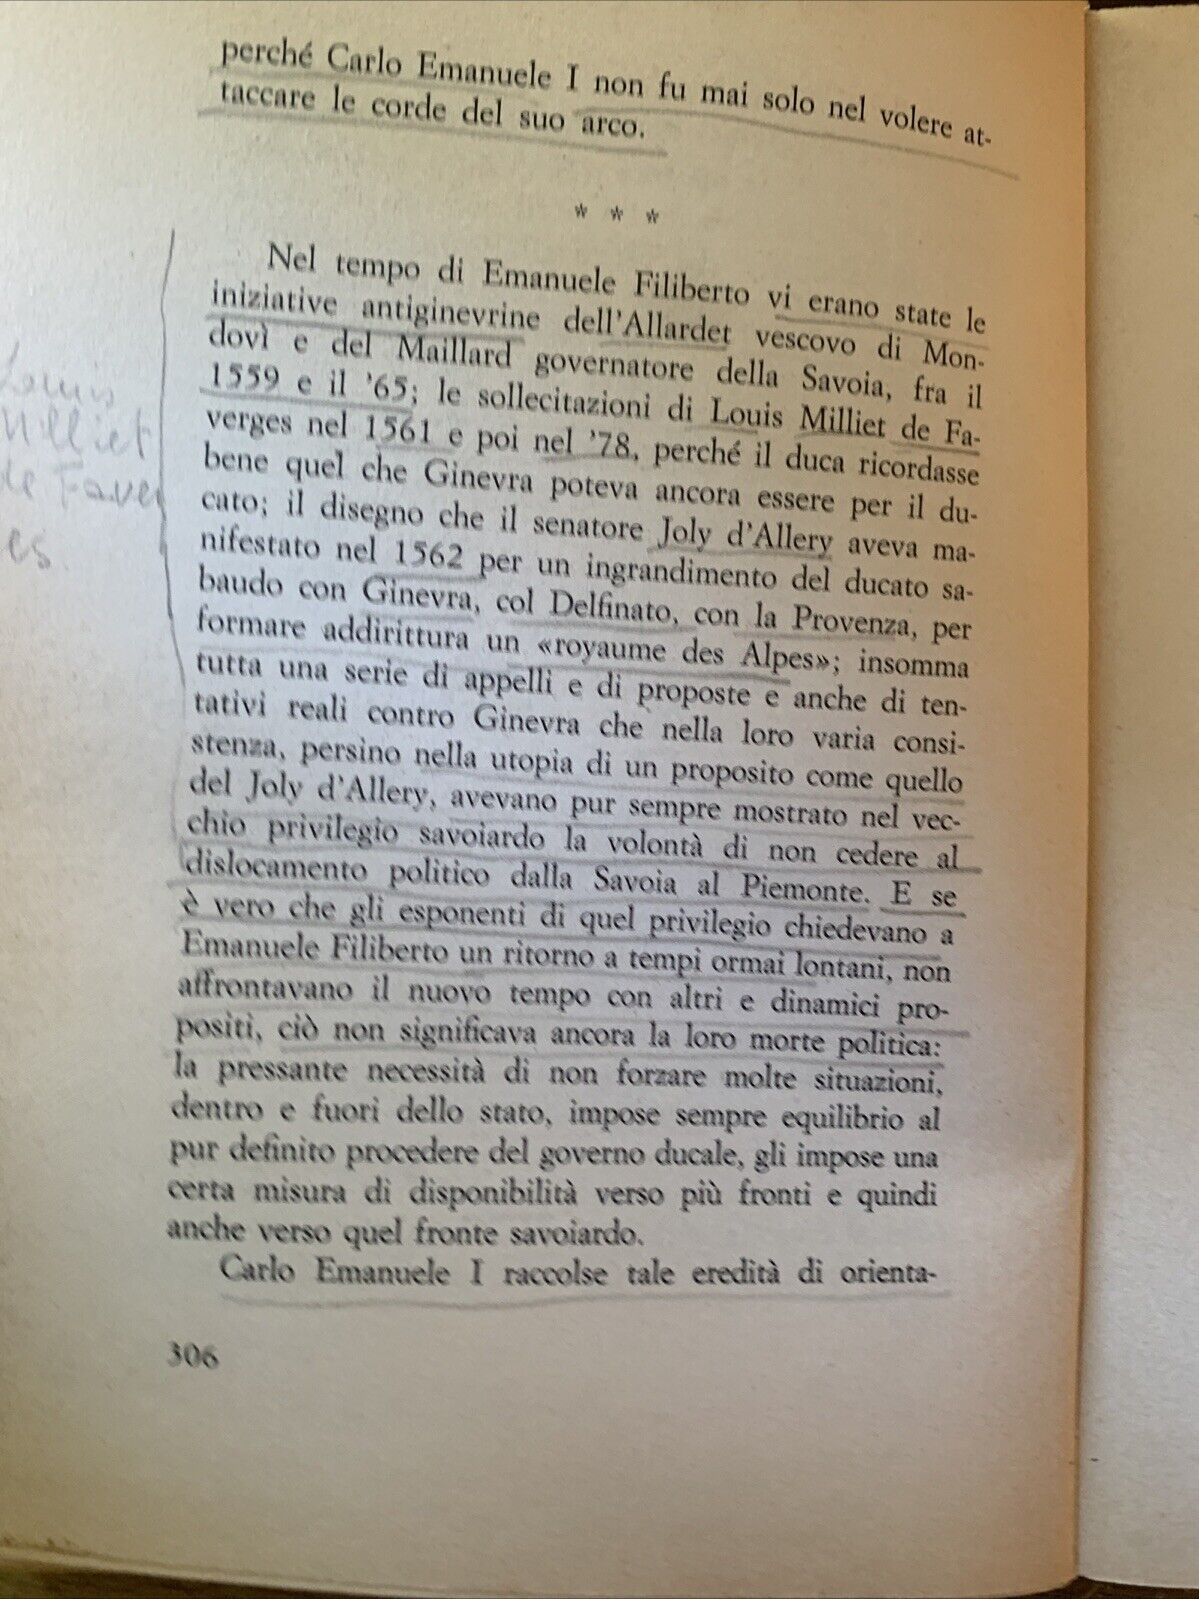 perché Carlo Emanuele I non fu mai solo nel volere at-
taccare le corde del suo arco.
* * *
Nel tempo di Emanuele Filiberto vi erano state le
iniziative antiginevrine dell'Allardet vescovo di Mon-
dovì e del Maillard governatore della Savoia, fra il
1559 e il '65; le sollecitazioni di Louis Milliet de Fa-
verges nel 1561 e poi nel '78, perché il duca ricordasse
bene quel che Ginevra poteva ancora essere per il du-
cato; il disegno che il senatore Joly d'Allery aveva ma-
nifestato nel 1562 per un ingrandimento del ducato sa-
baudo con Ginevra, col Delfinato, con la Provenza, per
formare addirittura un «royaume des Alpes»; insomma
tutta una serie di appelli e di proposte e anche di ten-
tativi reali contro Ginevra che nella loro varia consi-
stenza, persino nella utopia di un proposito come quello
del Joly d'Allery, avevano pur sempre mostrato nel vec-
chio privilegio savoiardo la volontà di non cedere al
dislocamento politico dalla Savoia al Piemonte. E se
è vero che gli esponenti di quel privilegio chiedevano a
Emanuele Filiberto un ritorno a tempi ormai lontani, non
affrontavano il nuovo tempo con altri e dinamici pro-
positi, ciò non significava ancora la loro morte politica:
la pressante necessità di non forzare molte situazioni,
dentro e fuori dello stato, impose sempre equilibrio al
pur definito procedere del governo ducale, gli impose una
certa misura di disponibilità verso più fronti e quindi
anche verso quel fronte savoiardo.
Carlo Emanuele I raccolse tale eredità di orienta-
306
Louis
Milliet
de Faver
es.